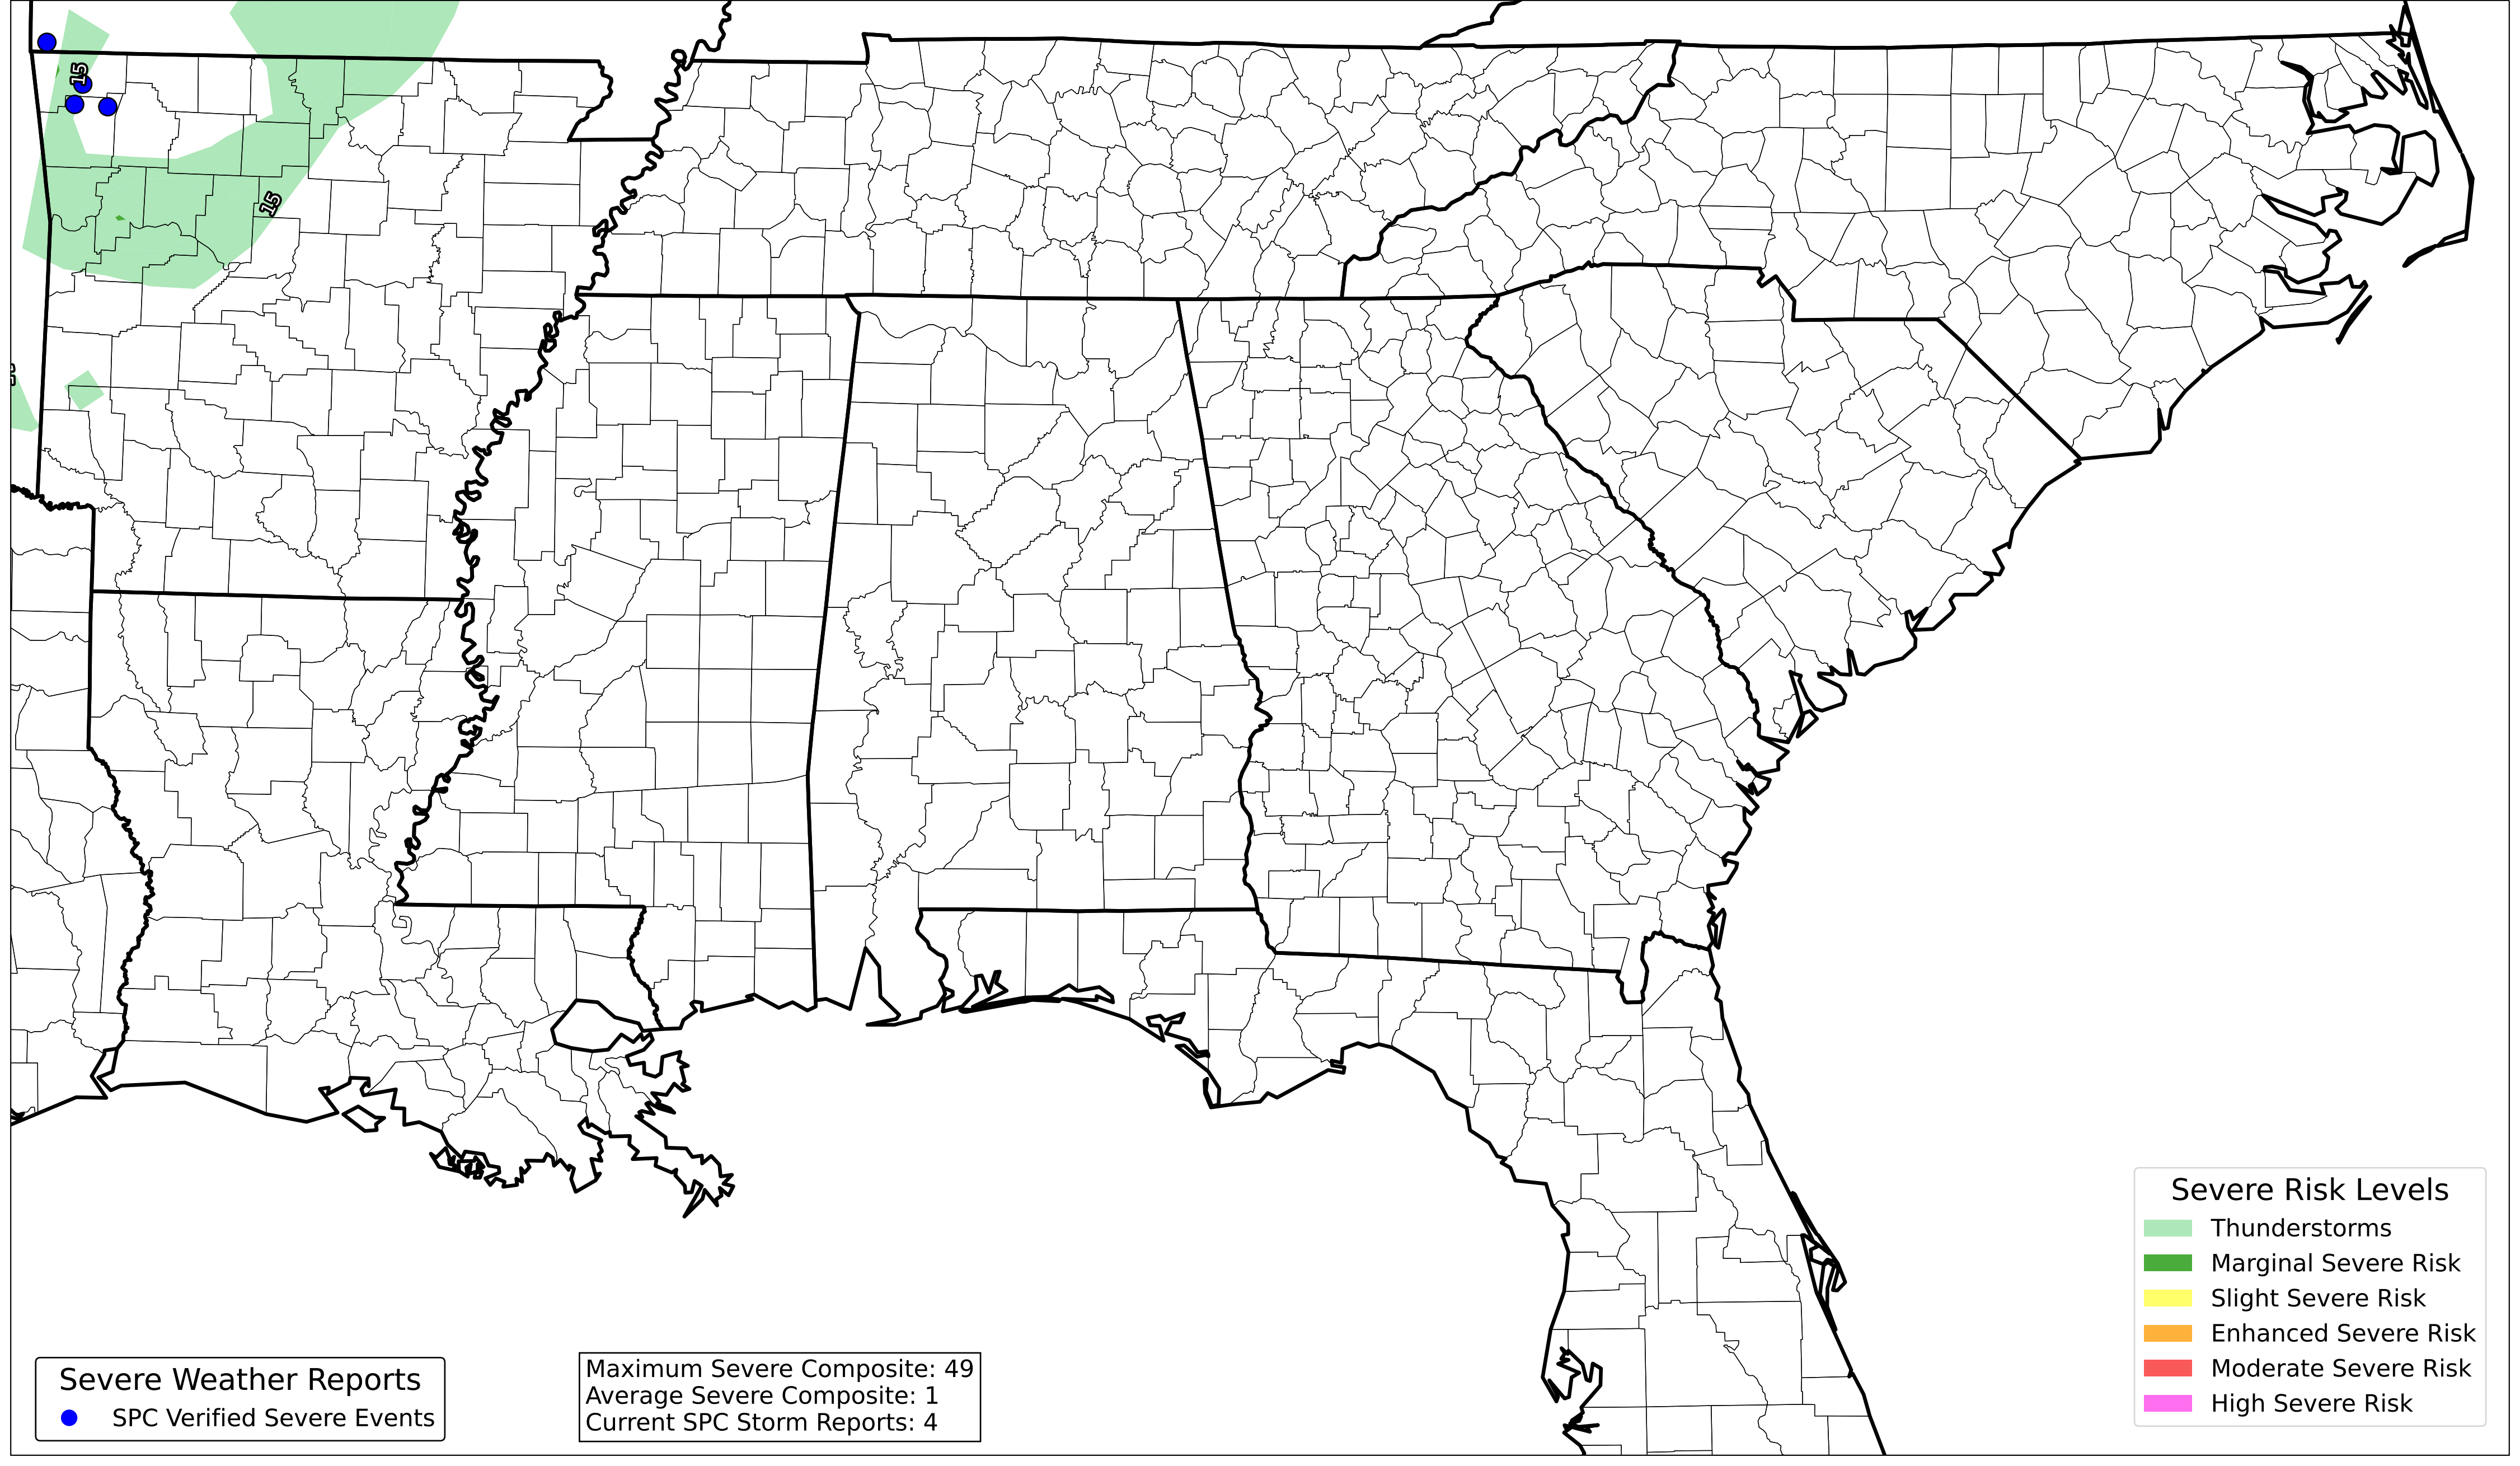 15
15
Severe Risk Levels
Thunderstorms
Marginal Severe Risk
Slight Severe Risk
Enhanced Severe Risk
Moderate Severe Risk
High Severe Risk
Severe Weather Reports
SPC Verified Severe Events
Maximum Severe Composite: 49
Average Severe Composite: 1
Current SPC Storm Reports: 4